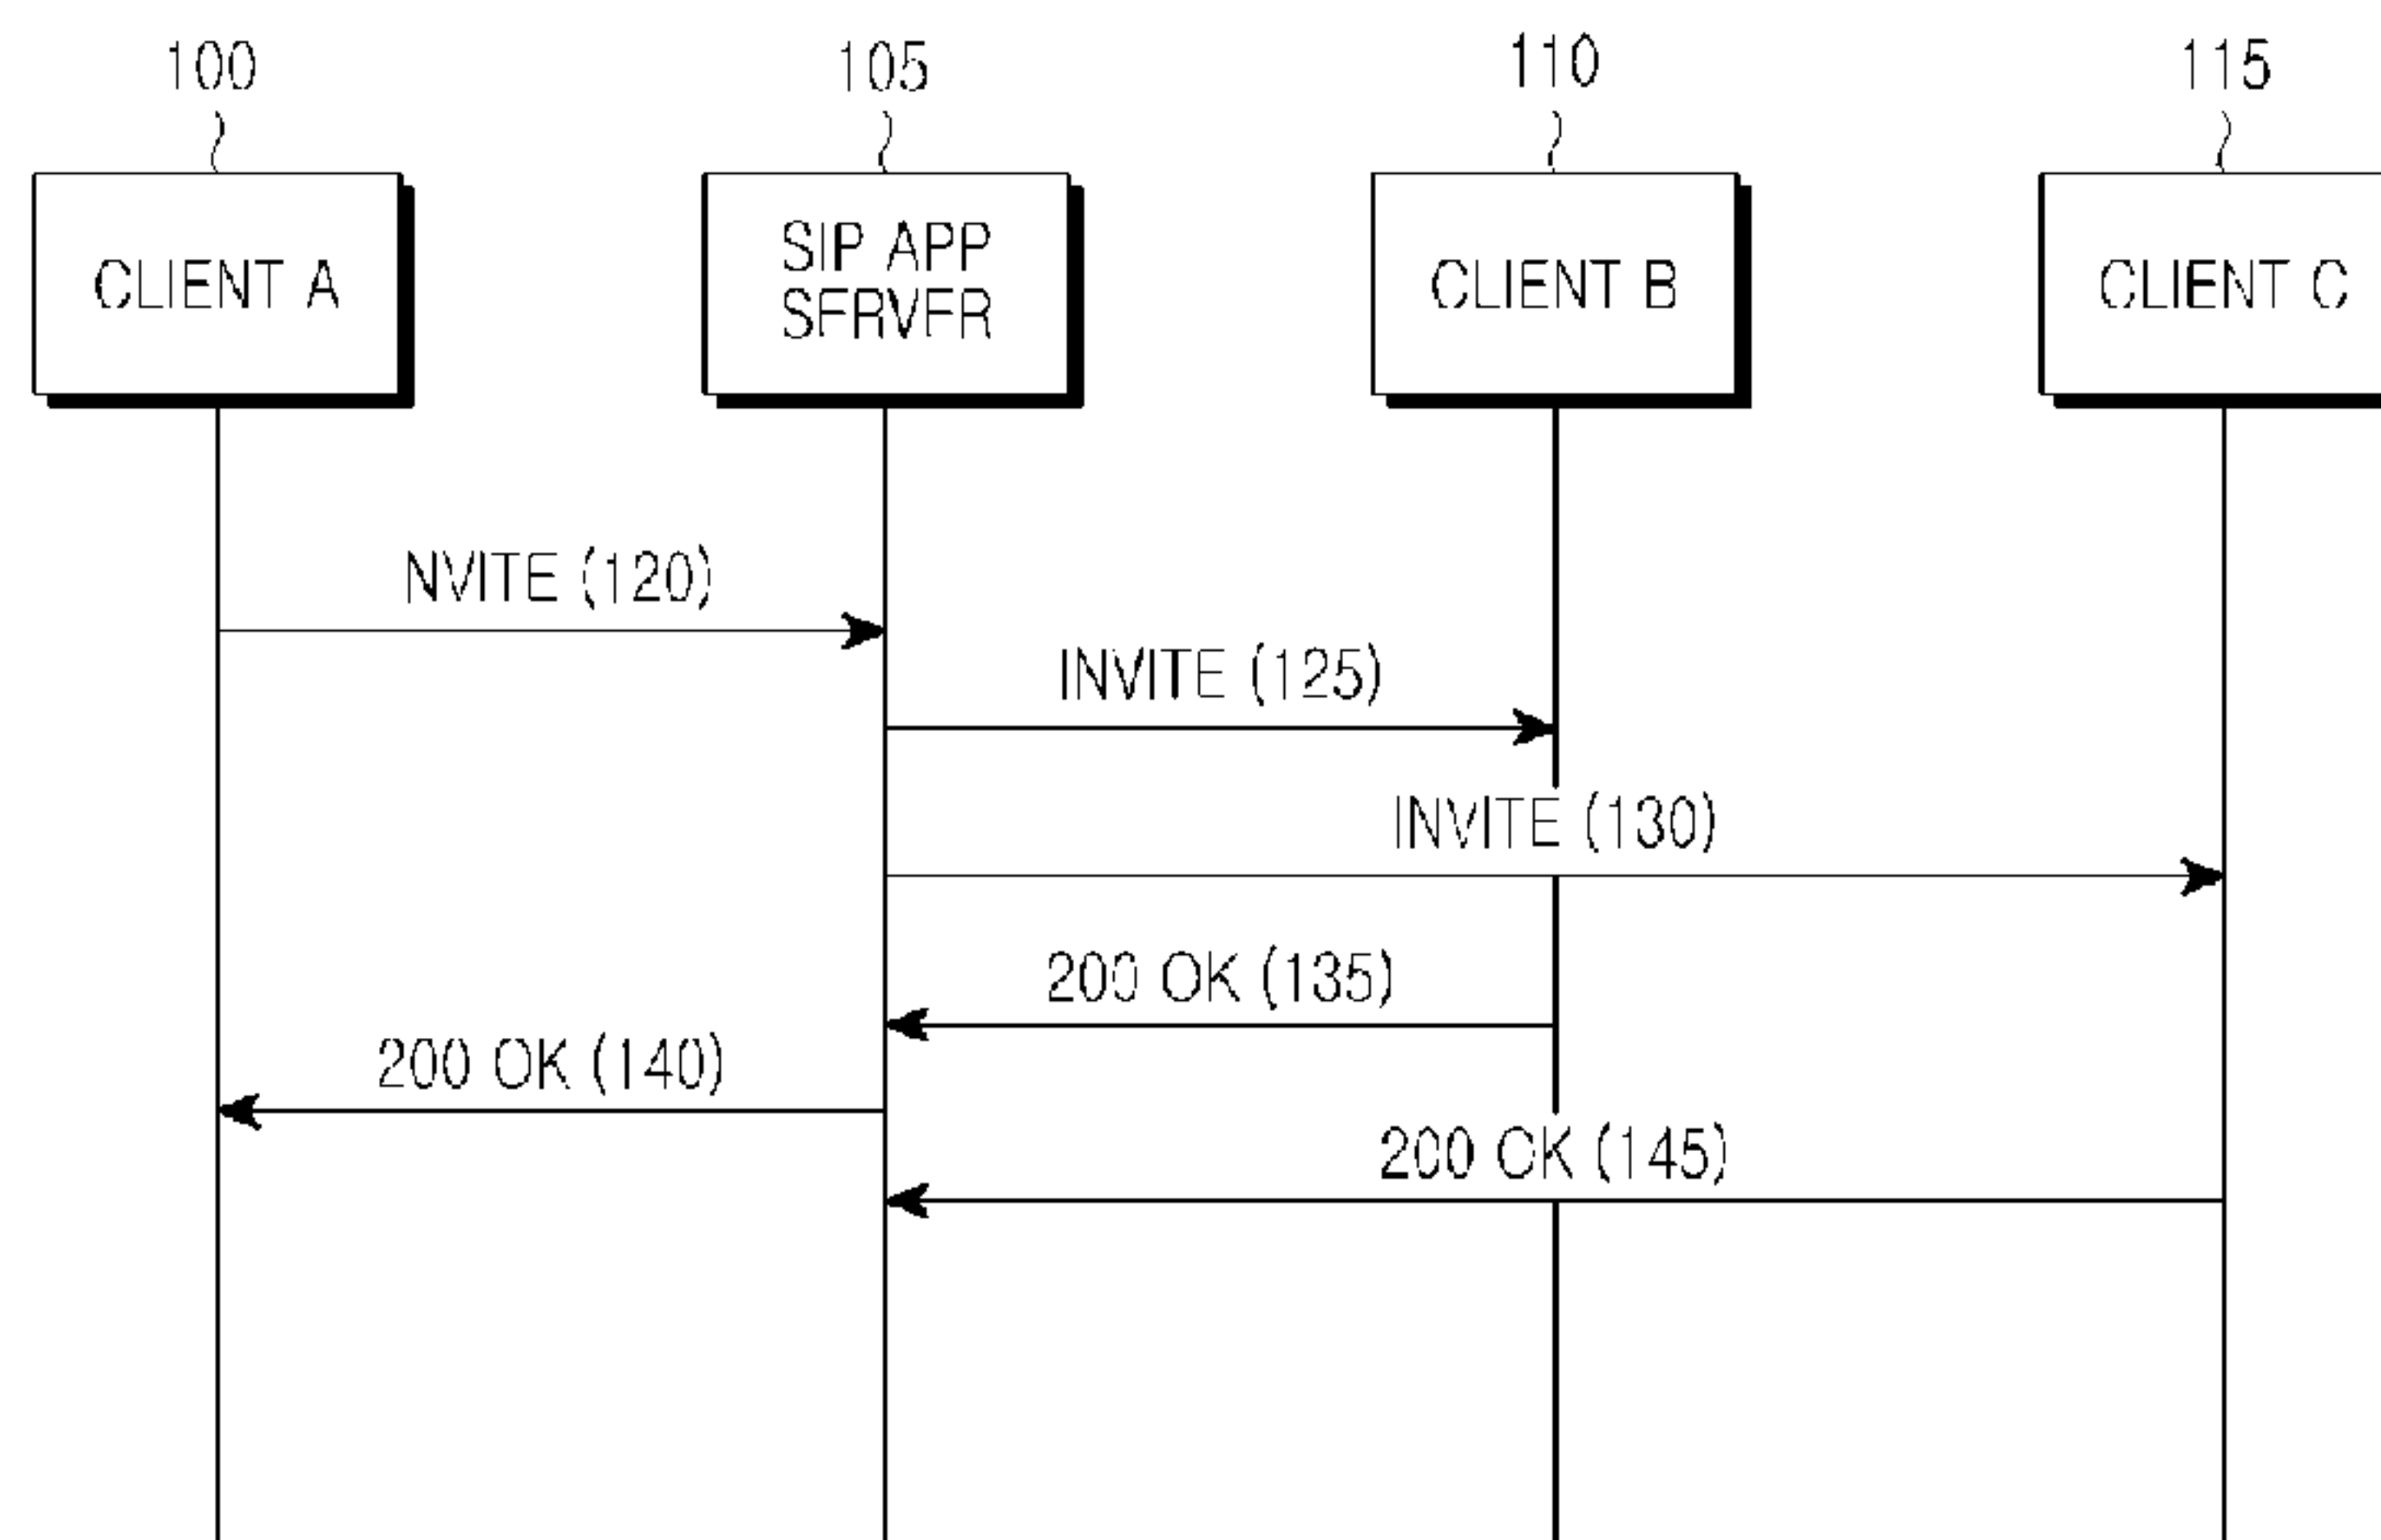 100
105
110
115
CLIENT A
SIP APP
SERVER
CLIENT B
CLIENT C
NVITE (120)
INVITE (125)
INVITE (130)
200 OK (135)
200 OK (140)
200 OK (145)